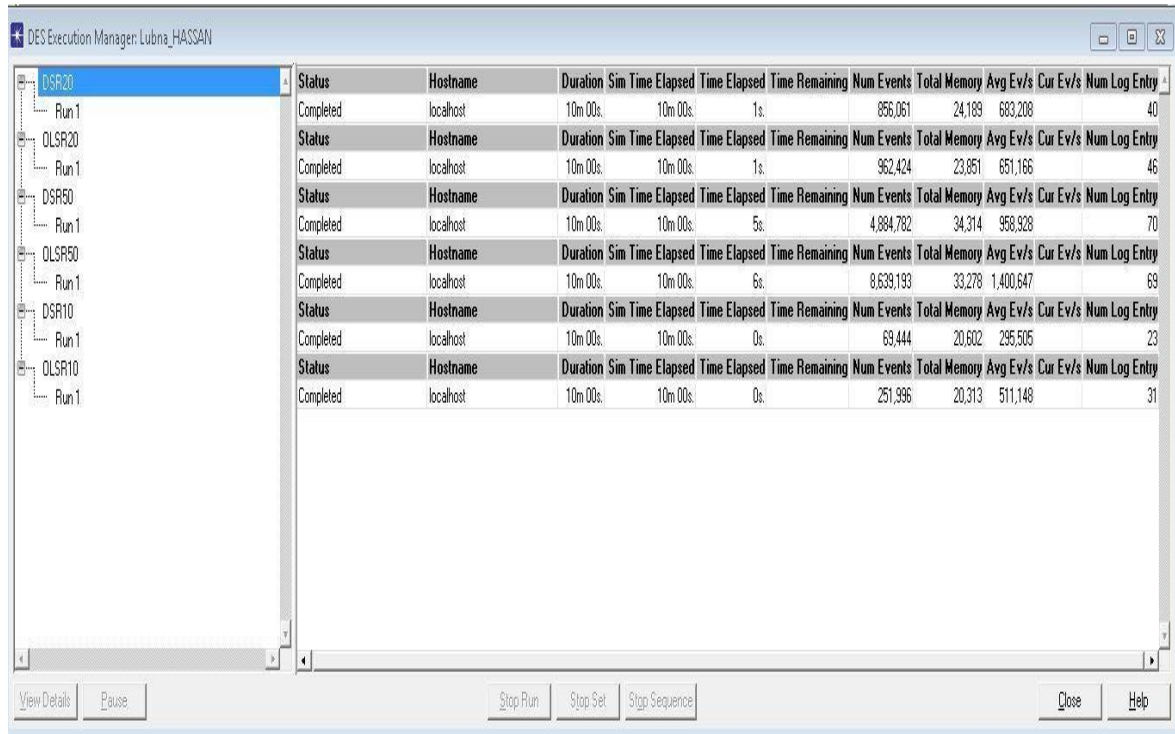 DES Execution Manager: Lubna_HASSAN
DSR20 Status Hostname Duration Sim Time Elapsed Time Elapsed Time Remaining Num Events Total Memory Avg Ev/s Cur Ev/s Num Log Entry
Run 1 Completed localhost 10m 00s. 10m 00s. 1s. 856,061 24,189 683,208 40
OLSR20 Status Hostname Duration Sim Time Elapsed Time Elapsed Time Remaining Num Events Total Memory Avg Ev/s Cur Ev/s Num Log Entry
Run 1 Completed localhost 10m 00s. 10m 00s. 1s. 962,424 23,851 651,166 46
DSR50 Status Hostname Duration Sim Time Elapsed Time Elapsed Time Remaining Num Events Total Memory Avg Ev/s Cur Ev/s Num Log Entry
Run 1 Completed localhost 10m 00s. 10m 00s. 5s. 4,884,782 34,314 958,928 70
OLSR50 Status Hostname Duration Sim Time Elapsed Time Elapsed Time Remaining Num Events Total Memory Avg Ev/s Cur Ev/s Num Log Entry
Run 1 Completed localhost 10m 00s. 10m 00s. 6s. 8,639,193 33,278 1,400,647 69
DSR10 Status Hostname Duration Sim Time Elapsed Time Elapsed Time Remaining Num Events Total Memory Avg Ev/s Cur Ev/s Num Log Entry
Run 1 Completed localhost 10m 00s. 10m 00s. 0s. 69,444 20,602 295,505 23
OLSR10 Status Hostname Duration Sim Time Elapsed Time Elapsed Time Remaining Num Events Total Memory Avg Ev/s Cur Ev/s Num Log Entry
Run 1 Completed localhost 10m 00s. 10m 00s. 0s. 251,996 20,313 511,148 31
View Details Pause Stop Run Stop Set Stop Sequence Close Help